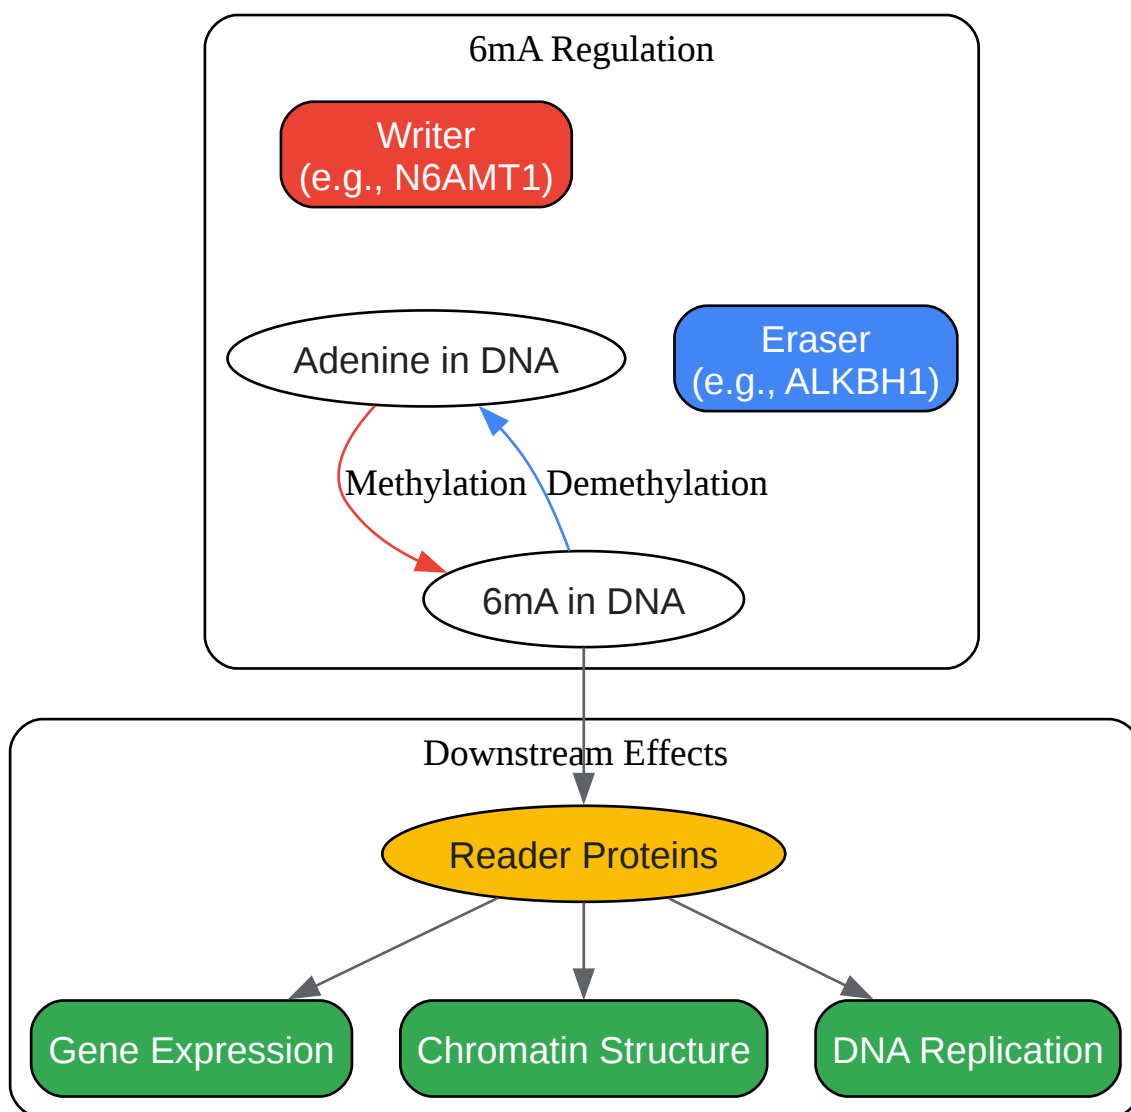 6mA Regulation
Writer
(e.g., N6AMT1)
Adenine in DNA
Eraser
(e.g., ALKBH1)
Methylation
Demethylation
6mA in DNA
Downstream Effects
Reader Proteins
Gene Expression
Chromatin Structure
DNA Replication